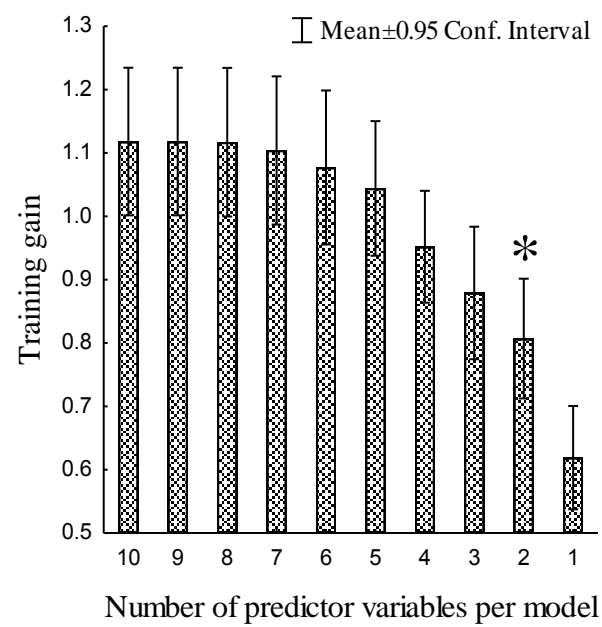 Mean±0.95 Conf. Interval
Training gain
1.3
1.2
1.1
1.0
0.9
0.8
0.7
0.6
0.5
*
10 9 8 7 6 5 4 3 2 1
Number of predictor variables per model